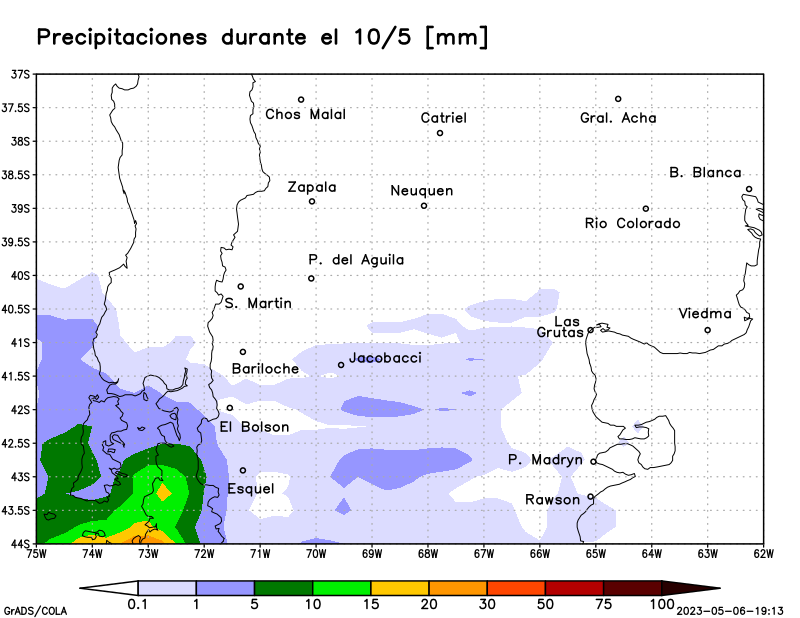 Precipitaciones durante el 10/5 [mm]
37S
37.5S
38S
38.5S
39S
39.5S
40S
40.5S
41S
41.5S
42S
42.5S
43S
43.5S
44S
Chos Malal
Catriel
Gral. Acha
B. Blanca
Zapala
Neuquen
Rio Colorado
P. del Aguila
S. Martin
Viedma
Las
Grutas
Jacobacci
Bariloche
El Bolson
P. Madryn
Esquel
Rawson
75W 74W 73W 72W 71W 70W 69W 68W 67W 66W 65W 64W 63W 62W
0.1 1 5 10 15 20 30 50 75 100
GrADS/COLA
2023-05-06-19:13